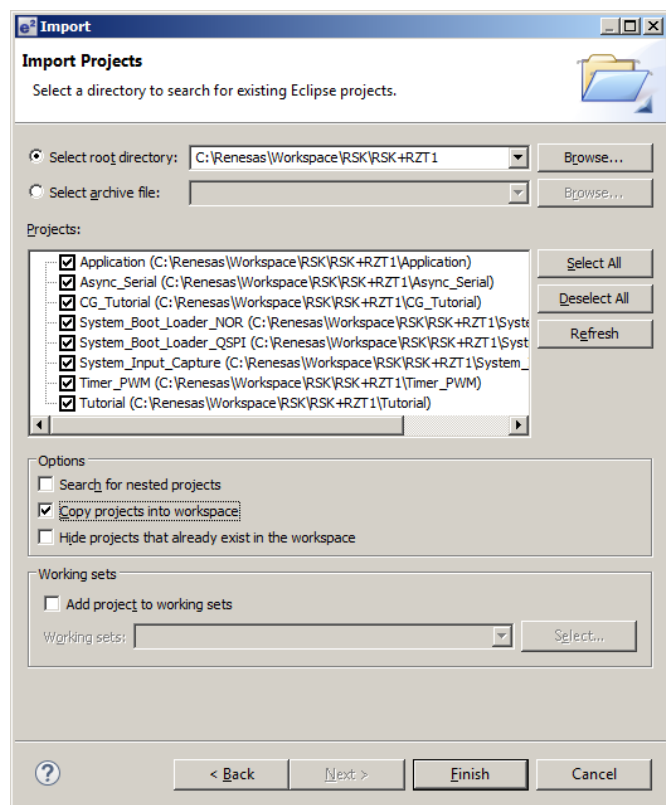 e² Import
Import Projects
Select a directory to search for existing Eclipse projects.
Select root directory: C:\Renesas\Workspace\RSK\RSK+RZT1 Browse...
Select archive file: Browse...
Projects:
Application (C:\Renesas\Workspace\RSK\RSK+RZT1\Application)
Async_Serial (C:\Renesas\Workspace\RSK\RSK+RZT1\Async_Serial)
CG_Tutorial (C:\Renesas\Workspace\RSK\RSK+RZT1\CG_Tutorial)
System_Boot_Loader_NOR (C:\Renesas\Workspace\RSK\RSK+RZT1\Syste
System_Boot_Loader_QSPI (C:\Renesas\Workspace\RSK\RSK+RZT1\Syst
System_Input_Capture (C:\Renesas\Workspace\RSK\RSK+RZT1\System_
Timer_PWM (C:\Renesas\Workspace\RSK\RSK+RZT1\Timer_PWM)
Tutorial (C:\Renesas\Workspace\RSK\RSK+RZT1\Tutorial)
Select All
Deselect All
Refresh
Options
Search for nested projects
Copy projects into workspace
Hide projects that already exist in the workspace
Working sets
Add project to working sets
Working sets: Select...
? < Back Next > Finish Cancel